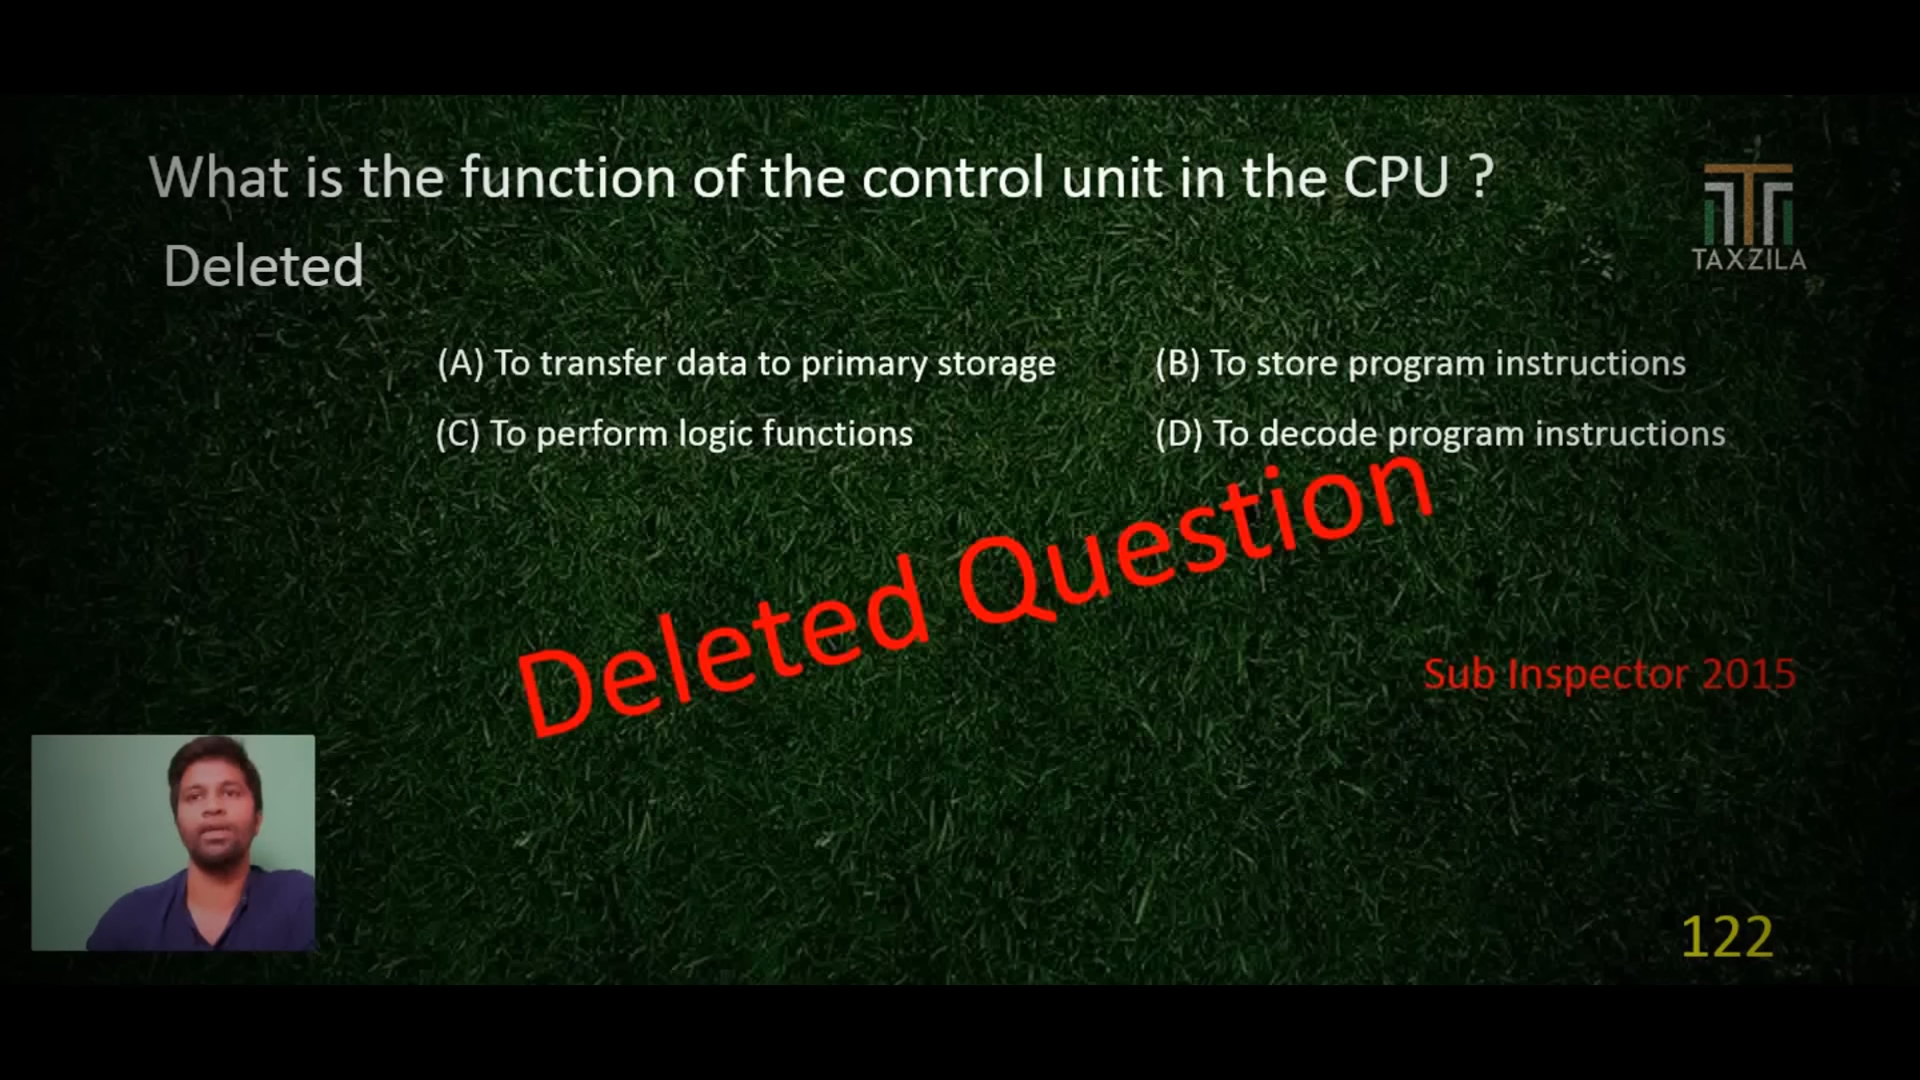 What is the function of the control unit in the CPU ?
Deleted
TAXZILA
(A) To transfer data to primary storage
(B) To store program instructions
(C) To perform logic functions
(D) To decode program instructions
Deleted Question
Sub Inspector 2015
122